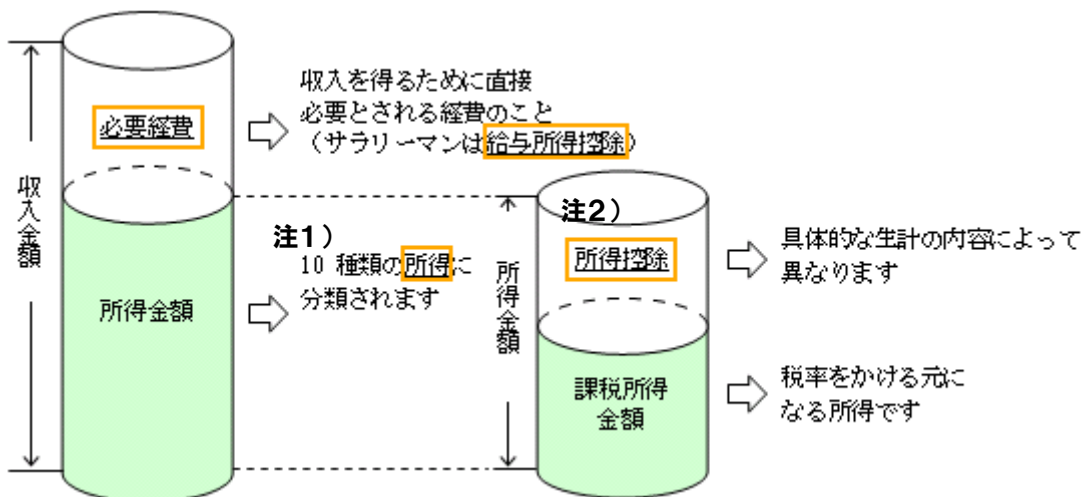 収入金額
必要経費
収入を得るために直接
必要とされる経費のこと
（サラリーマンは給与所得控除）
所得金額
注1）
10 種類の所得に
分類されます
所得金額
注2）
所得控除
具体的な生計の内容によって
異なります
課税所得
金額
税率をかける元に
なる所得です